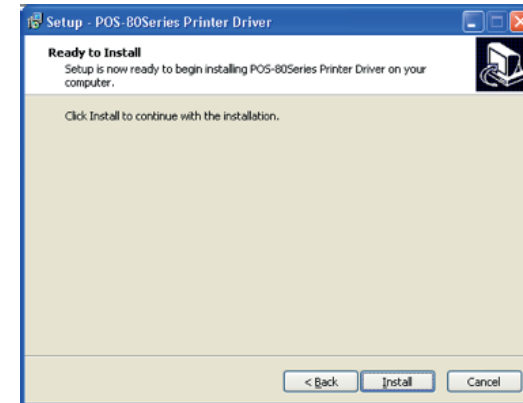 Setup - POS-80Series Printer Driver
Ready to Install
Setup is now ready to begin installing POS-80Series Printer Driver on your
computer.
Click Install to continue with the installation.
< Back Install Cancel